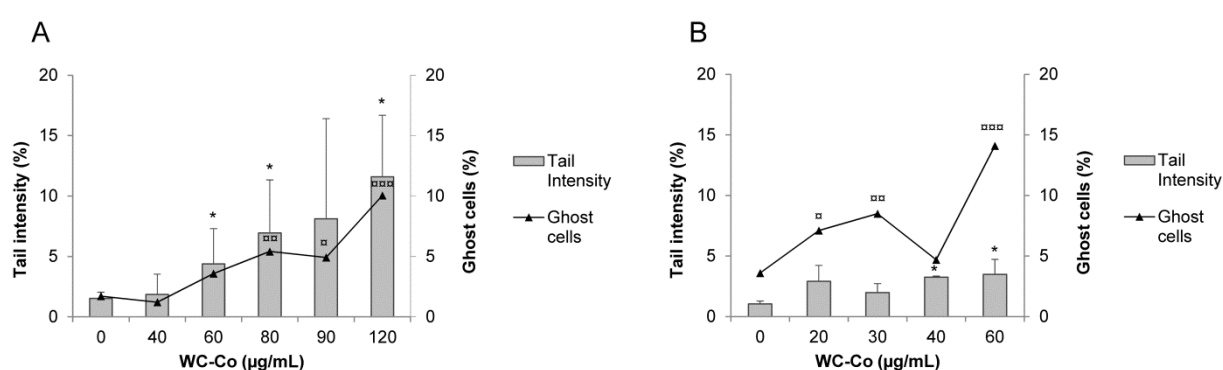 A
20
15
10
5
0
Tail intensity (%)
*
*
*
¤¤
¤
¤¤¤
20
15
10
5
0
Ghost cells (%)
0 40 60 80 90 120
WC-Co (µg/mL)
Tail
Intensity
Ghost
cells
B
20
15
10
5
0
Tail intensity (%)
¤
¤¤
*
¤¤¤
*
20
15
10
5
0
Ghost cells (%)
0 20 30 40 60
WC-Co (µg/mL)
Tail
Intensity
Ghost
cells